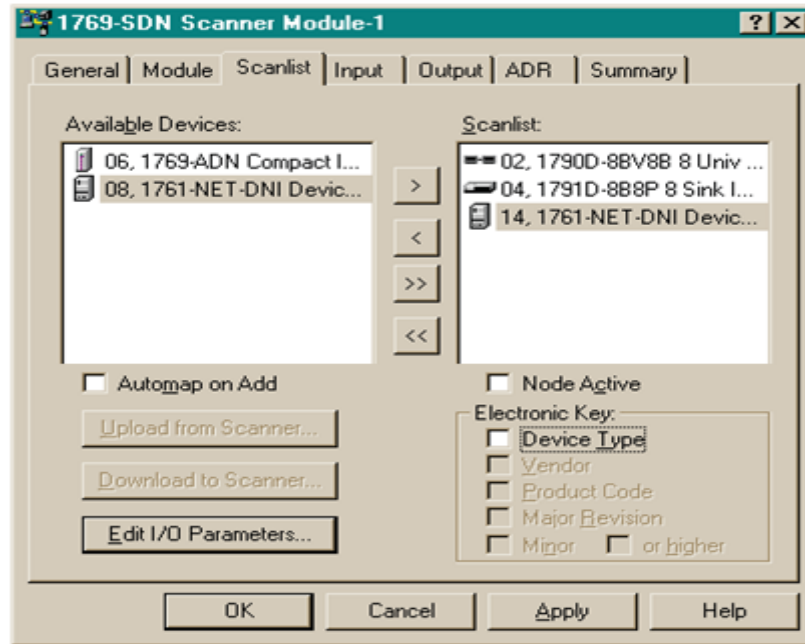 1769-SDN Scanner Module-1
General Module Scanlist Input Output ADR Summary
Available Devices:
06, 1769-ADN Compact I...
08, 1761-NET-DNI Devic...
>
<
>>
<<
Scanlist:
02, 1790D-8BV8B 8 Univ ...
04, 1791D-8B8P 8 Sink I...
14, 1761-NET-DNI Devic...
Automap on Add
Upload from Scanner...
Download to Scanner...
Edit I/O Parameters...
Node Active
Electronic Key:
Device Type
Vendor
Product Code
Major Revision
Minor or higher
OK Cancel Apply Help